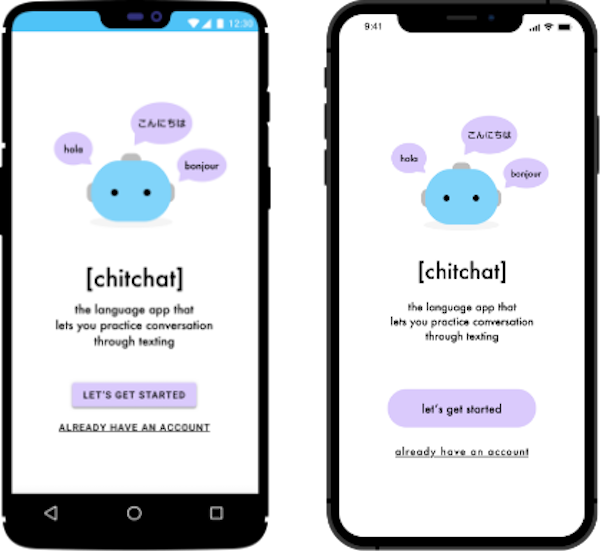 12:30
こんにちは
hola
bonjour
[chitchat]
the language app that
lets you practice conversation
through texting
LET'S GET STARTED
ALREADY HAVE AN ACCOUNT
9:41
こんにちは
hola
bonjour
[chitchat]
the language app that
lets you practice conversation
through texting
let's get started
already have an account